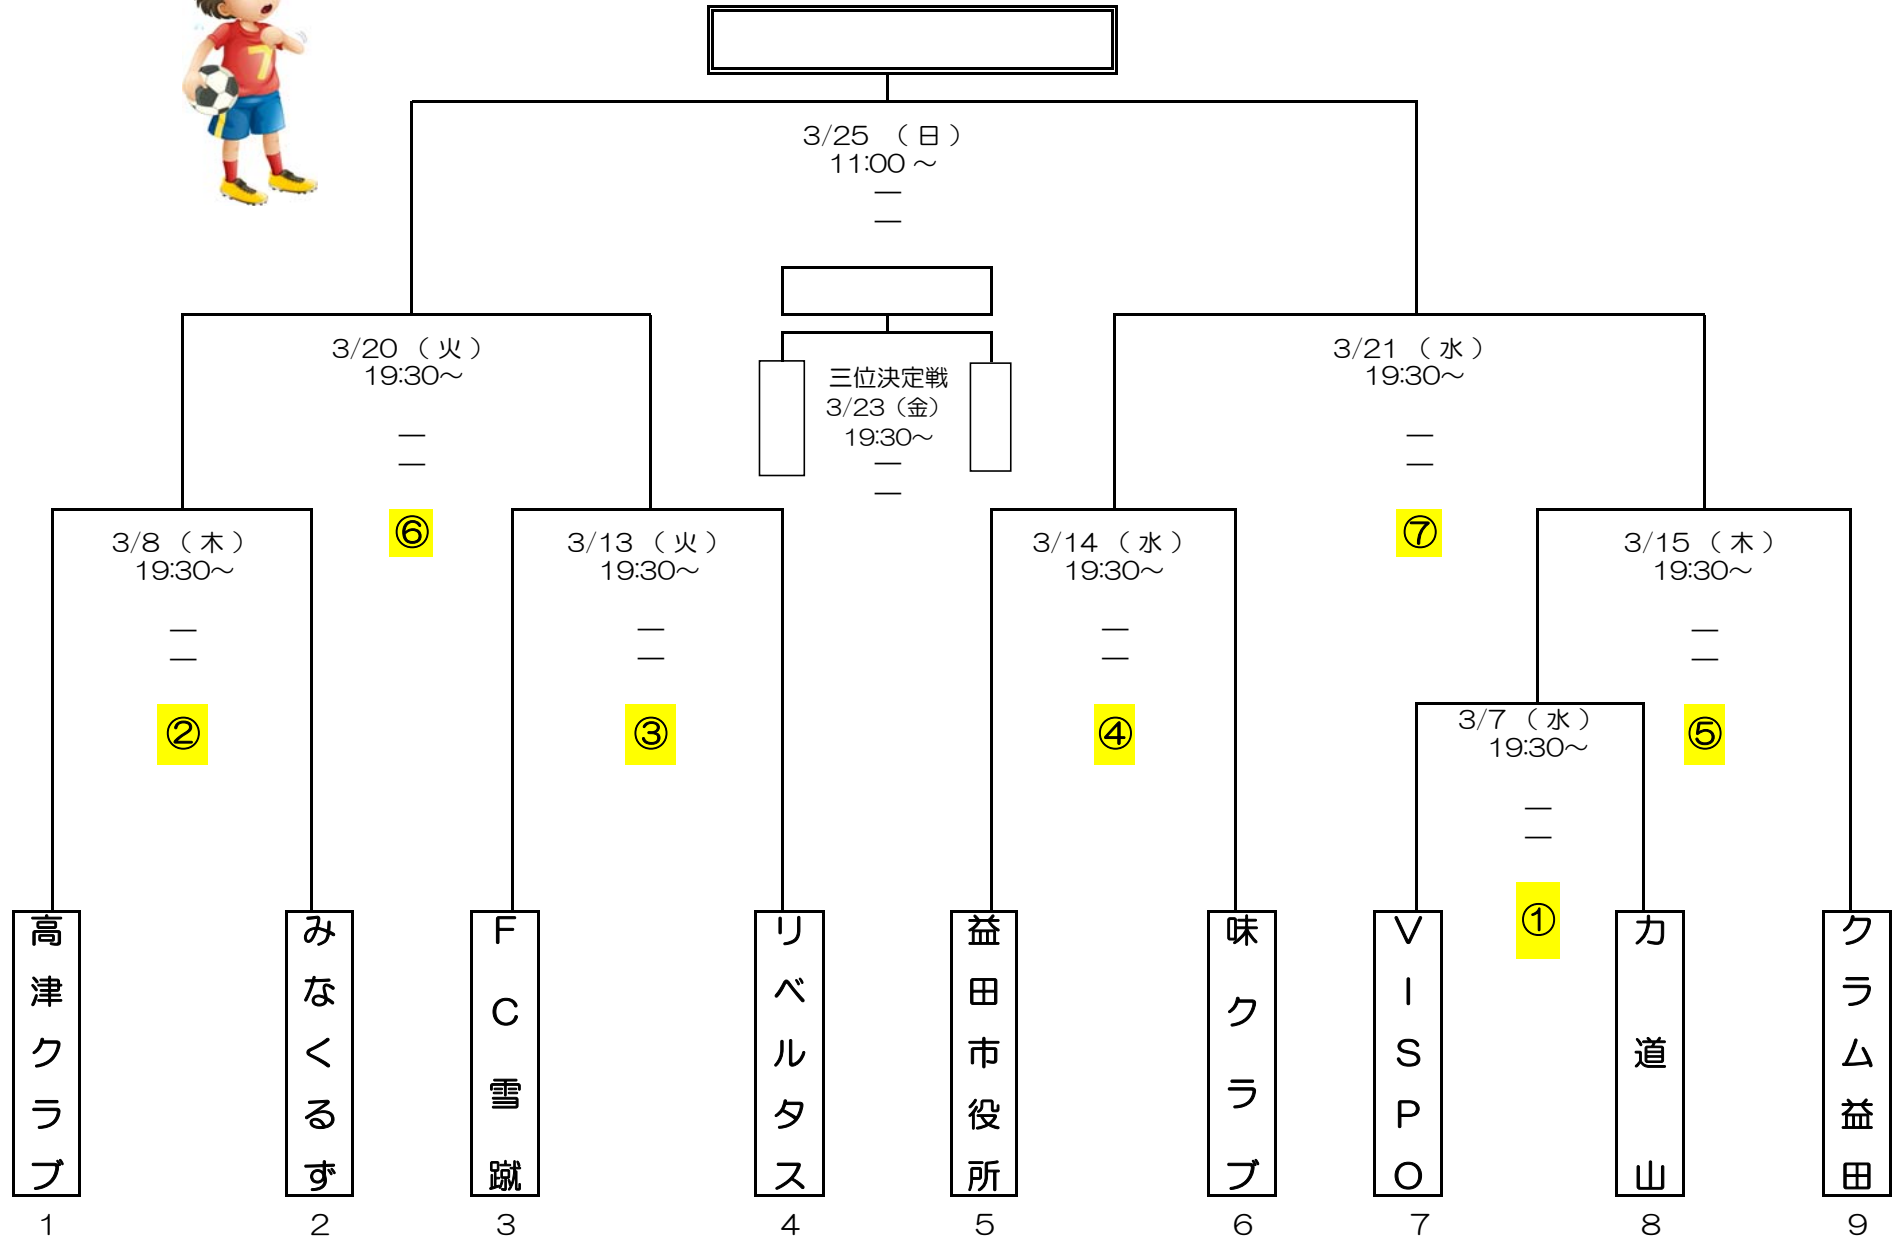 7
3/25 （ 日 ）
11:00 ～
—
—
3/20 （ 火 ）
19:30～
—
—
⑥
三位決定戦
3/23（金）
19:30～
—
—
3/21 （ 水 ）
19:30～
—
—
⑦
3/8 （ 木 ）
19:30～
—
—
②
3/13 （ 火 ）
19:30～
—
—
③
3/14 （ 水 ）
19:30～
—
—
④
3/15 （ 木 ）
19:30～
—
—
⑤
3/7 （ 水 ）
19:30～
—
—
①
高津クラブ
みなくるず
ＦＣ雪蹴
リベルタス
益田市役所
味クラブ
ＶＩＳＰＯ
力道山
クラム益田
1 2 3 4 5 6 7 8 9